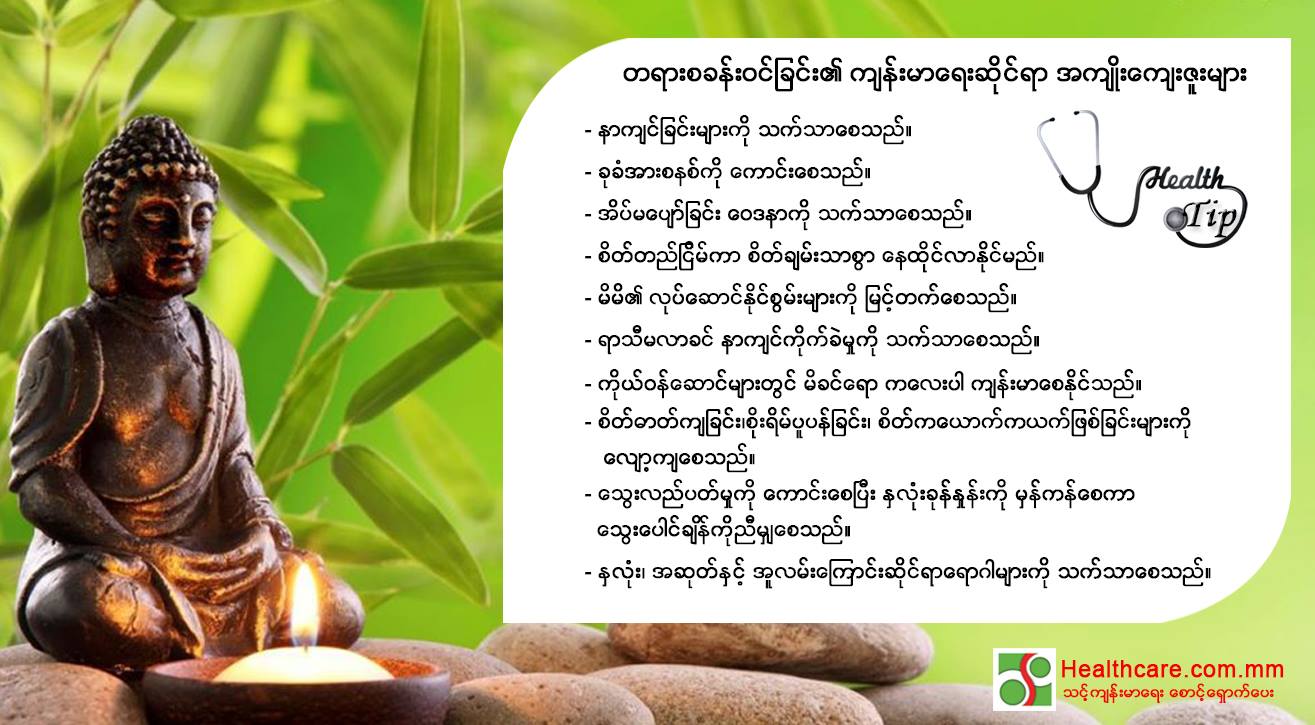 တရားစခန်းဝင်ခြင်း၏ ကျန်းမာရေးဆိုင်ရာ အကျိုးကျေးဇူးများ
- နာကျင်ခြင်းများကို သက်သာစေသည်။
- ခုခံအားစနစ်ကို ကောင်းစေသည်။
- အိပ်မပျော်ခြင်း ဝေဒနာကို သက်သာစေသည်။
- စိတ်တည်ငြိမ်ကာ စိတ်ချမ်းသာစွာ နေထိုင်လာနိုင်မည်။
- မိမိ၏ လုပ်ဆောင်နိုင်စွမ်းများကို မြင့်တက်စေသည်။
- ရာသီမလာခင် နာကျင်ကိုက်ခဲမှုကို သက်သာစေသည်။
- ကိုယ်ဝန်ဆောင်များတွင် မိခင်ရော ကလေးပါ ကျန်းမာစေနိုင်သည်။
- စိတ်ဓာတ်ကျခြင်း၊စိုးရိမ်ပူပန်ခြင်း၊ စိတ်ကယောက်ကယက်ဖြစ်ခြင်းများကို
လျော့ကျစေသည်။
- သွေးလည်ပတ်မှုကို ကောင်းစေပြီး နှလုံးခုန်နှုန်းကို မှန်ကန်စေကာ
သွေးပေါင်ချိန်ကိုညီမျှစေသည်။
- နှလုံး၊ အဆုတ်နှင့် အူလမ်းကြောင်းဆိုင်ရာရောဂါများကို သက်သာစေသည်။
Health
Tip
Healthcare.com.mm
သင့်ကျန်းမာရေး စောင့်ရှောက်ပေး